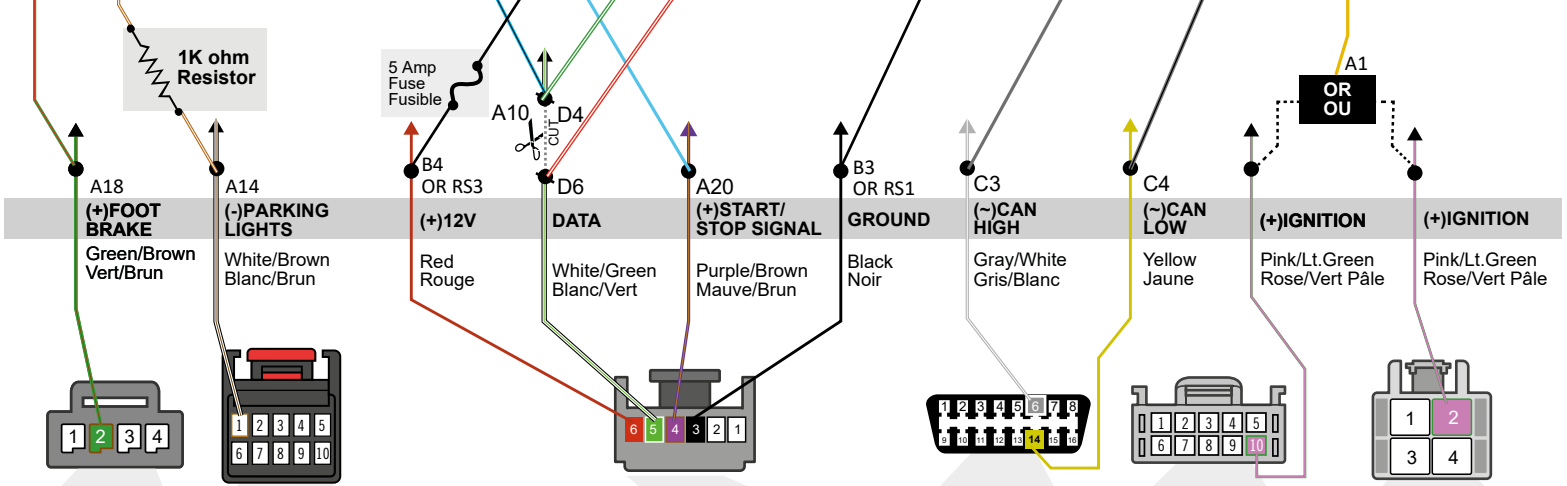 1K ohm
Resistor
5 Amp
Fuse
Fusible
A10
D4
CUT
A1
OR
OU
A18
A14
B4
OR RS3
D6
A20
B3
OR RS1
C3
C4
(+)FOOT
BRAKE
(-)PARKING
LIGHTS
(+)12V
DATA
(+)START/
STOP SIGNAL
GROUND
(~)CAN
HIGH
(~)CAN
LOW
(+)IGNITION
(+)IGNITION
Green/Brown
Vert/Brun
White/Brown
Blanc/Brun
Red
Rouge
White/Green
Blanc/Vert
Purple/Brown
Mauve/Brun
Black
Noir
Gray/White
Gris/Blanc
Yellow
Jaune
Pink/Lt.Green
Rose/Vert Pâle
Pink/Lt.Green
Rose/Vert Pâle
1 2 3 4
1 2 3 4 5
6 7 8 9 10
6 5 4 3 2 1
1 2 3 4 5 6 7 8
9 10 11 12 13 14 15 16
1 2 3 4 5
6 7 8 9 10
1 2
3 4